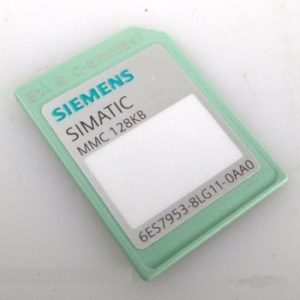 SIEMENS
SIMATIC
MMC 128KB
6ES7953-8LG11-0AA0